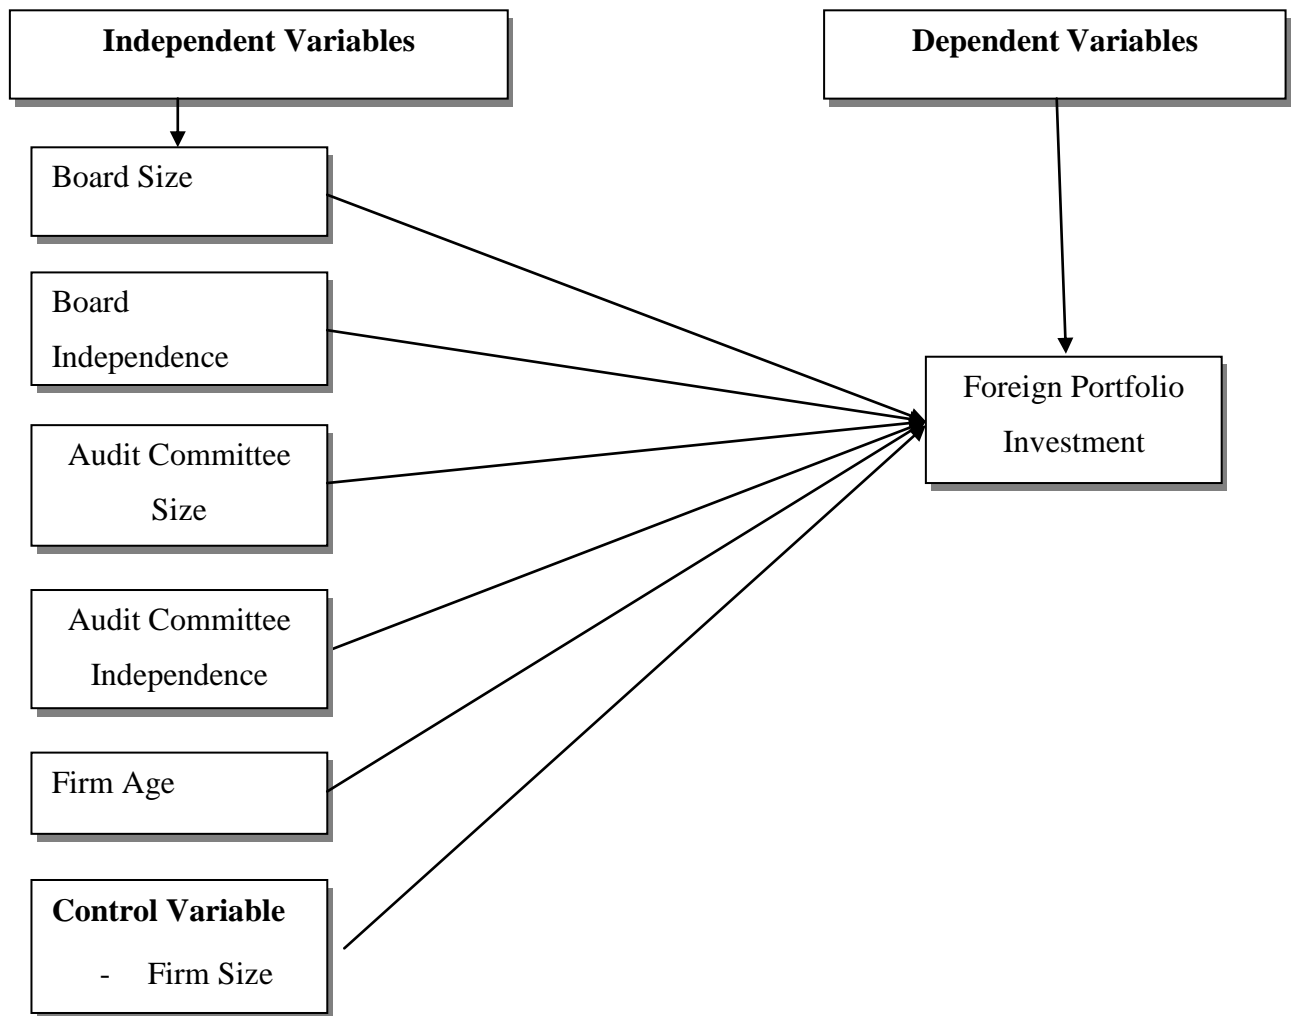 Independent Variables
Dependent Variables
Board Size
Board
Independence
Foreign Portfolio
Investment
Audit Committee
Size
Audit Committee
Independence
Firm Age
Control Variable
- Firm Size